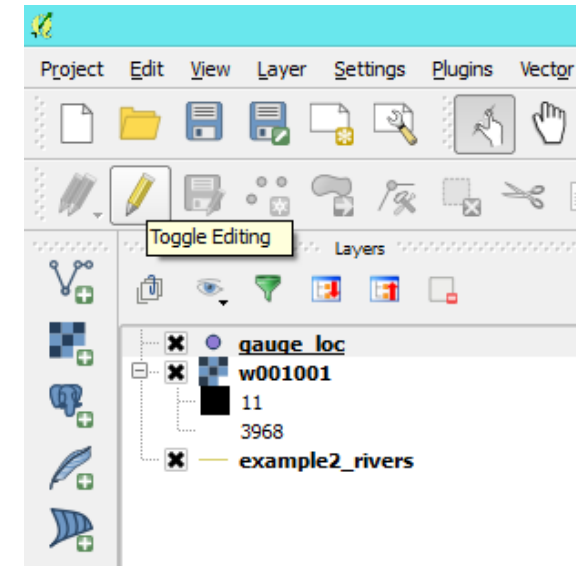 Project Edit View Layer Settings Plugins Vector
Toggle Editing
Layers
gauge_loc
w001001
11
3968
example2_rivers